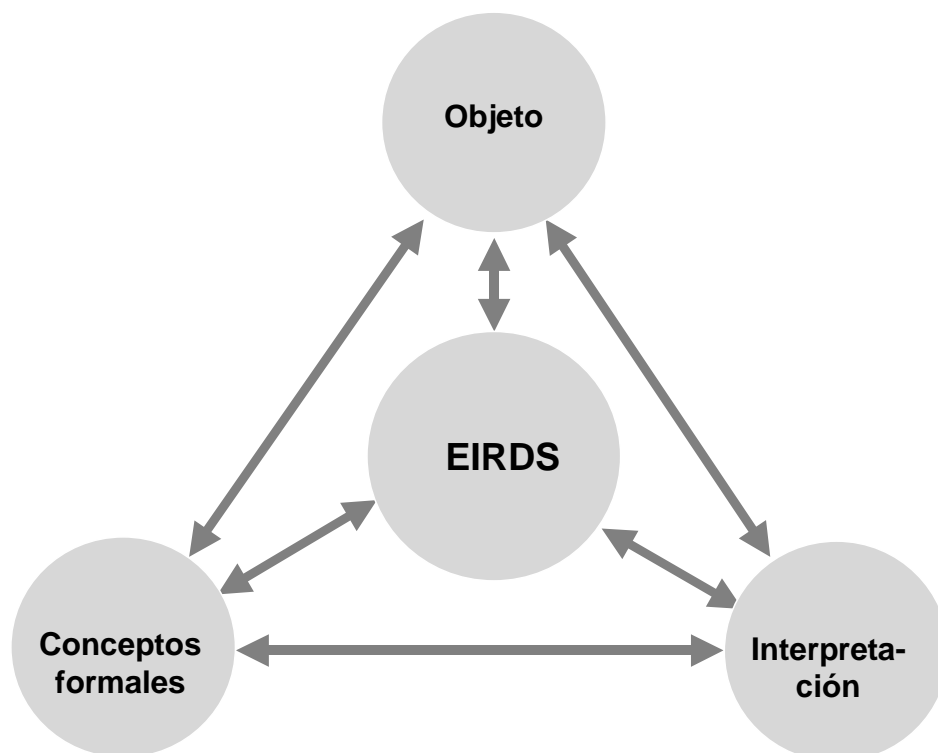 Objeto
EIRDS
Conceptos
formales
Interpreta-
ción